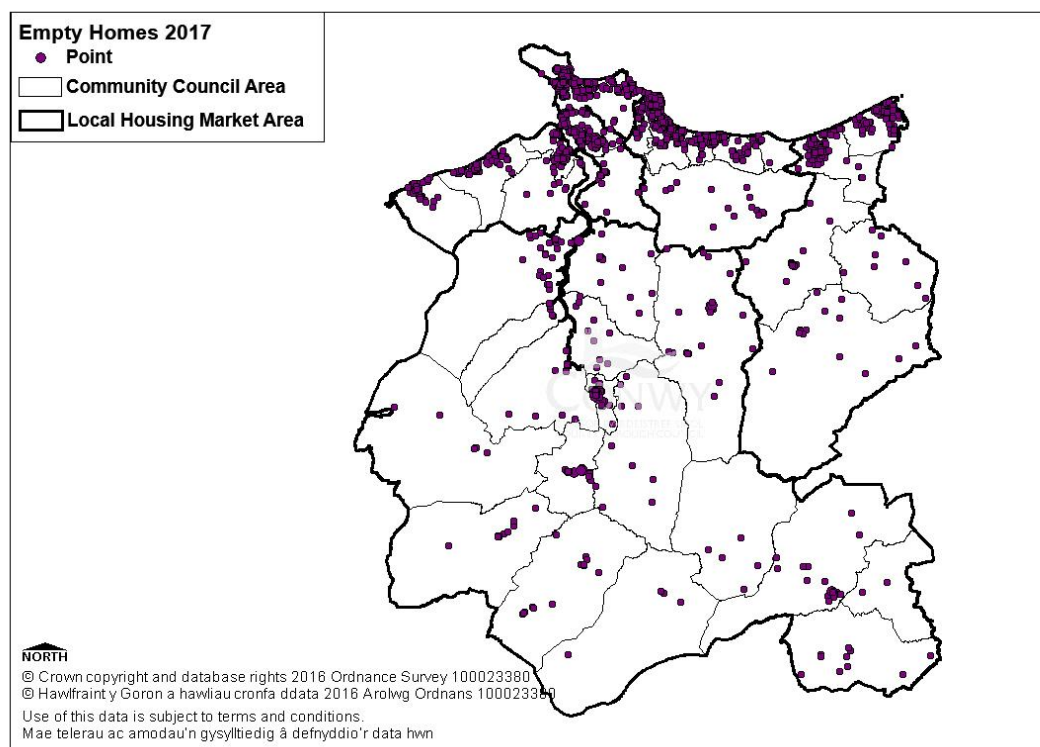 Empty Homes 2017
Point
Community Council Area
Local Housing Market Area
CONWY
NORTH
© Crown copyright and database rights 2016 Ordnance Survey 100023380
© Hawlfraint y Goron a hawliau cronfa ddata 2016 Arolwg Ordnans 100023380
Use of this data is subject to terms and conditions.
Mae telerau ac amodau'n gysylltiedig â defnyddio'r data hwn